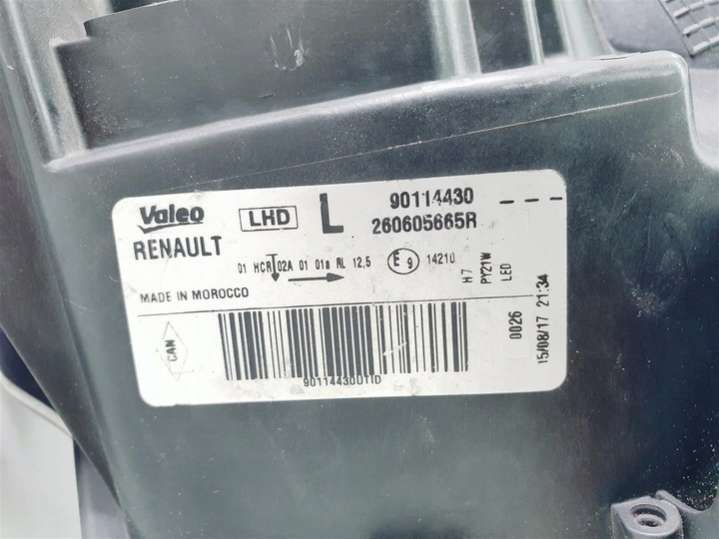 Valeo LHD L 90114430 ---
RENAULT 260605665R
01 HCR 02A 01 01a RL 12,5 E9 14210
MADE IN MOROCCO
CAN
9011443001ID
H7
PY21W
LED
0026
15/08/17 21:34